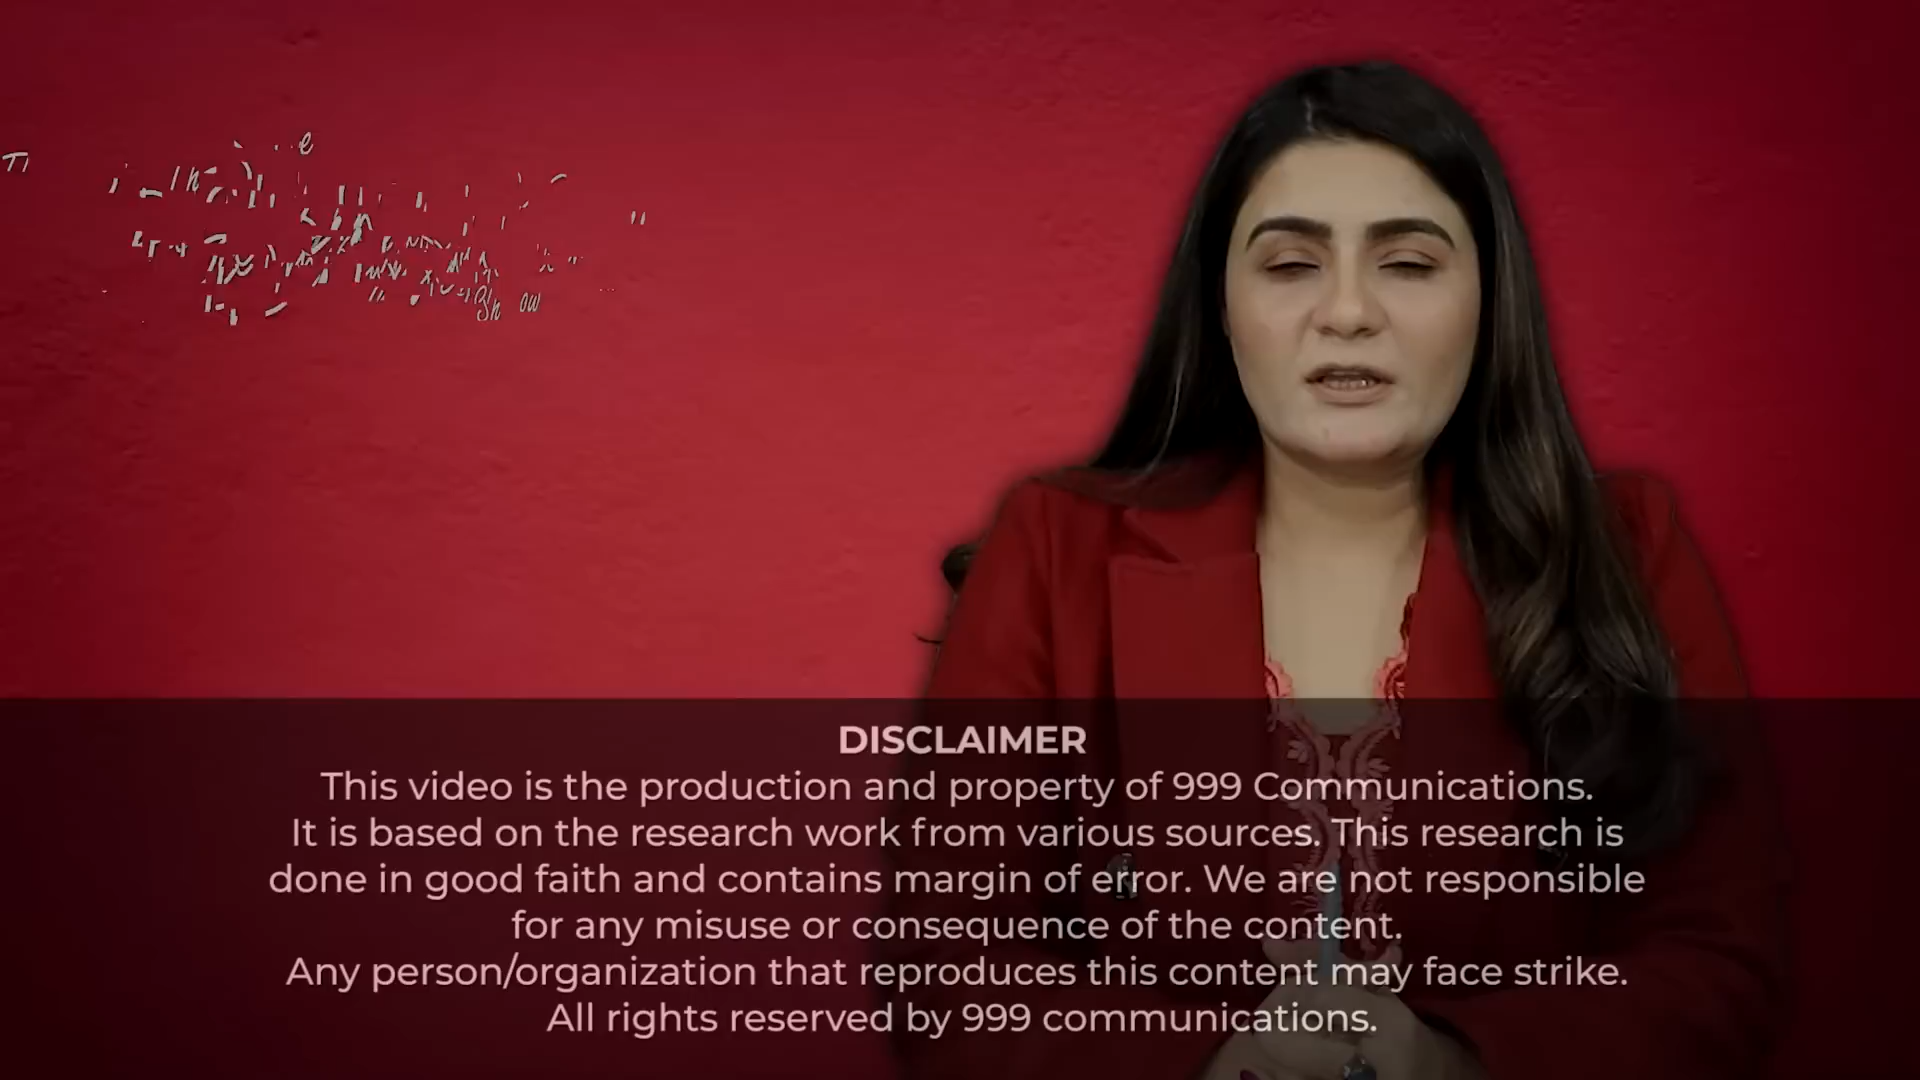 DISCLAIMER
This video is the production and property of 999 Communications.
It is based on the research work from various sources. This research is
done in good faith and contains margin of error. We are not responsible
for any misuse or consequence of the content.
Any person/organization that reproduces this content may face strike.
All rights reserved by 999 communications.